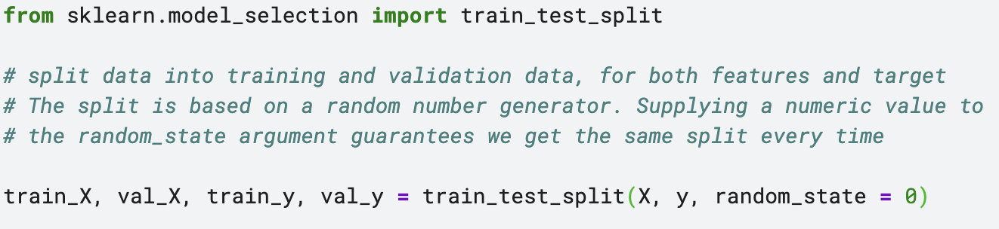 from sklearn.model_selection import train_test_split
# split data into training and validation data, for both features and target
# The split is based on a random number generator. Supplying a numeric value to
# the random_state argument guarantees we get the same split every time
train_X, val_X, train_y, val_y = train_test_split(X, y, random_state = 0)